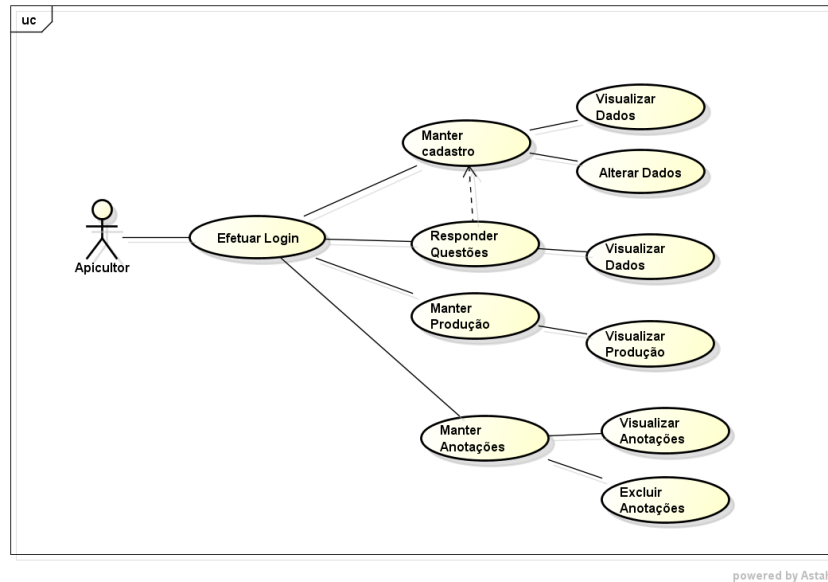 uc
Visualizar
Dados
Manter
cadastro
Alterar Dados
Apicultor
Efetuar Login
Responder
Questões
Visualizar
Dados
Manter
Produção
Visualizar
Produção
Manter
Anotações
Visualizar
Anotações
Excluir
Anotações
powered by Astah